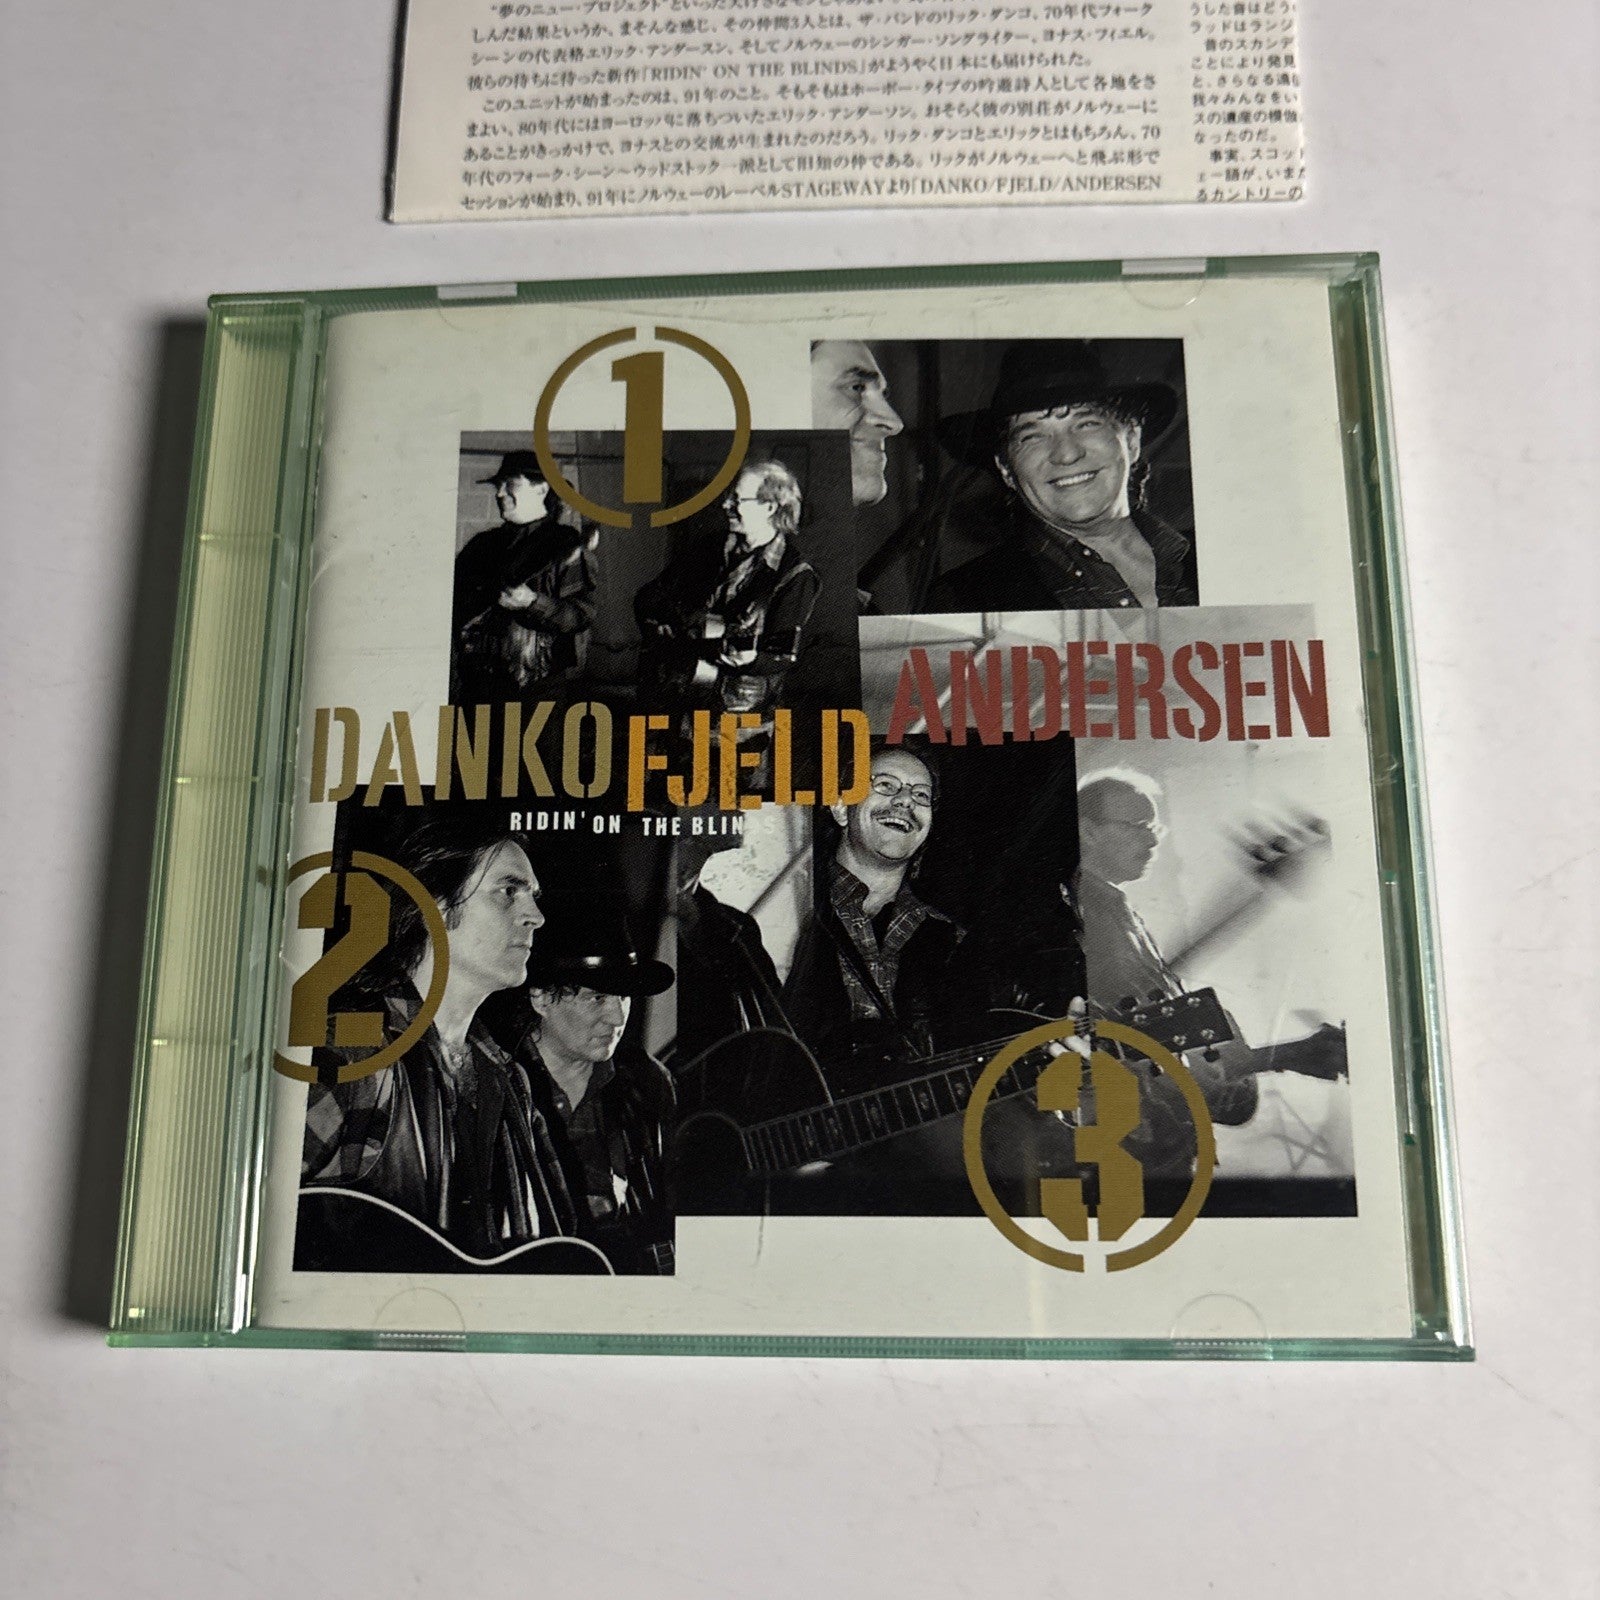 "夢のニュー・プロジェクト"といった大げさなモンじゃあない。
しんだ結果というか、まそんな感じ。その仲間3人とは、ザ・バンドのリック・ダンコ、70年代フォーク
シーンの代表格エリック・アンダースン、そしてノルウェーのシンガー・ソングライター、ヨナス・フィエル。
彼らの待ちに待った新作「RIDIN' ON THE BLINDS」がようやく日本にも届けられた。
このユニットが始まったのは、91年のこと。そもそもはホーボー・タイプの吟遊詩人として各地をさ
まよい、80年代にはヨーロッパに落ちついたエリック・アンダーソン。おそらく彼の別荘がノルウェーに
あることがきっかけで、ヨナスとの交流が生まれたのだろう。リック・ダンコとエリックとはもちろん、70
年代のフォーク・シーン〜ウッドストック一派として旧知の仲である。リックがノルウェーへと飛ぶ形で
セッションが始まり、91年にノルウェーのレーベルSTAGEWAYより「DANKO/FJELD/ANDERSEN
うした音はどう
ラッドはランジ
昔のスカンデ
ことにより発見
と、さらなる
我々みんなをい
スの遺産の模倣
なったのだ。
事実、スコット
ェー語が、いまだ
るカントリーの
1
ANDERSEN
DANKO FJELD
RIDIN' ON THE BLINDS
2
3